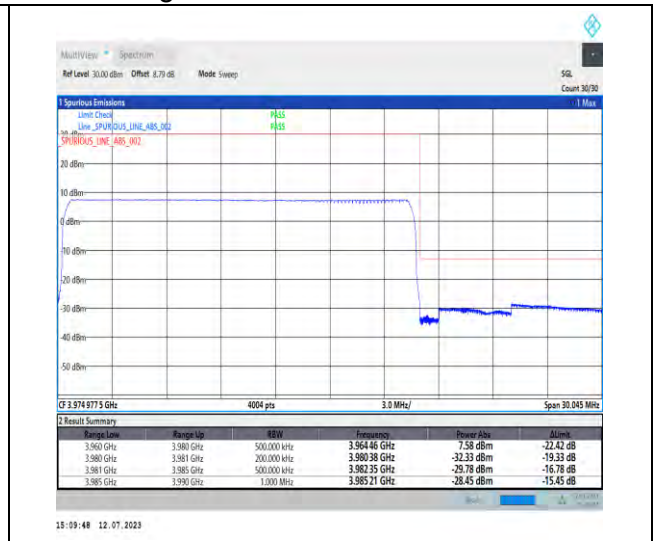 MultiView Spectrum
Ref Level 30.00 dBm Offset 8.79 dB Mode Sweep SGL
Count 30/30
1 Spurious Emissions 1 Max
Limit Check PASS
Line _SPURIOUS_LINE_ABS_002 PASS
30 dBm
_SPURIOUS_LINE_ABS_002
20 dBm
10 dBm
0 dBm
-10 dBm
-20 dBm
-30 dBm
-40 dBm
-50 dBm
CF 3.974 977 5 GHz 4004 pts 3.0 MHz/ Span 30.045 MHz
2 Result Summary
Range Low Range Up RBW Frequency Power Abs ΔLimit
3.960 GHz 3.980 GHz 500.000 kHz 3.964 46 GHz 7.58 dBm -22.42 dB
3.980 GHz 3.981 GHz 200.000 kHz 3.980 38 GHz -32.33 dBm -19.33 dB
3.981 GHz 3.985 GHz 500.000 kHz 3.982 35 GHz -29.78 dBm -16.78 dB
3.985 GHz 3.990 GHz 1.000 MHz 3.985 21 GHz -28.45 dBm -15.45 dB
15:09:48 12.07.2023